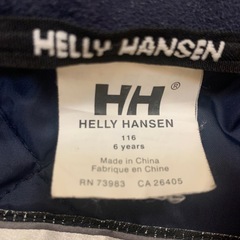 HELLY HANSEN
HH®
HELLY HANSEN
116
6 years
Made in China
Fabriqué en Chine
RN 73983 CA 26405